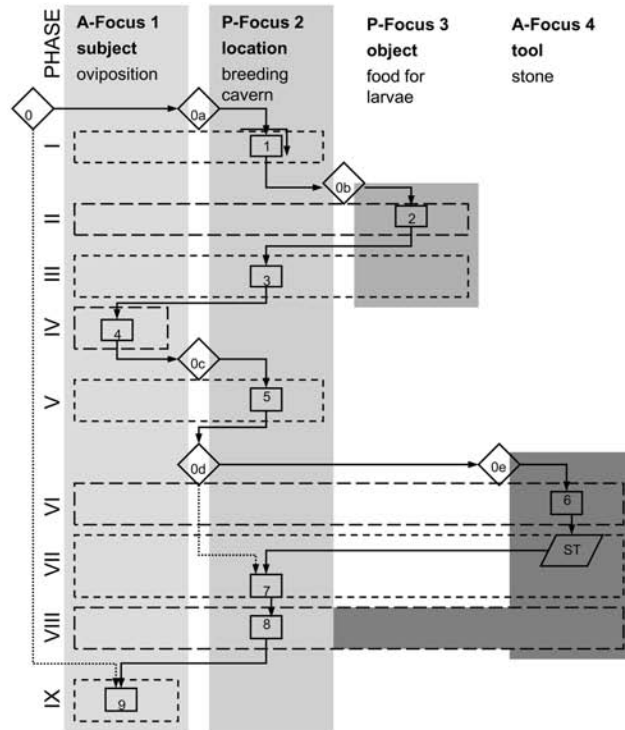 PHASE
A-Focus 1
subject
oviposition
P-Focus 2
location
breeding
cavern
P-Focus 3
object
food for
larvae
A-Focus 4
tool
stone
0
0a
I
1
0b
II
2
III
3
IV
4
0c
V
5
0d
0e
VI
6
VII
ST
7
VIII
8
IX
9